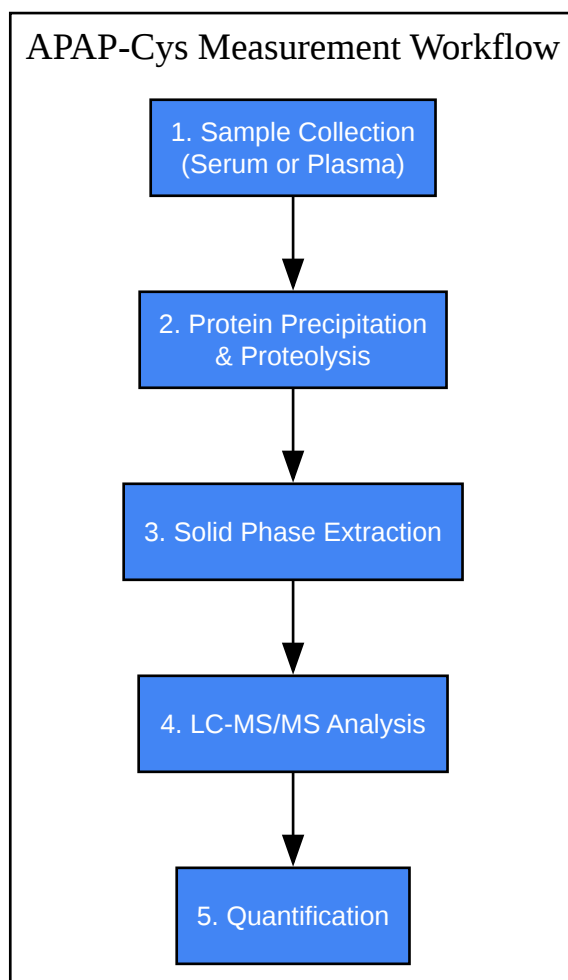 APAP-Cys Measurement Workflow
1. Sample Collection
(Serum or Plasma)
2. Protein Precipitation
& Proteolysis
3. Solid Phase Extraction
4. LC-MS/MS Analysis
5. Quantification